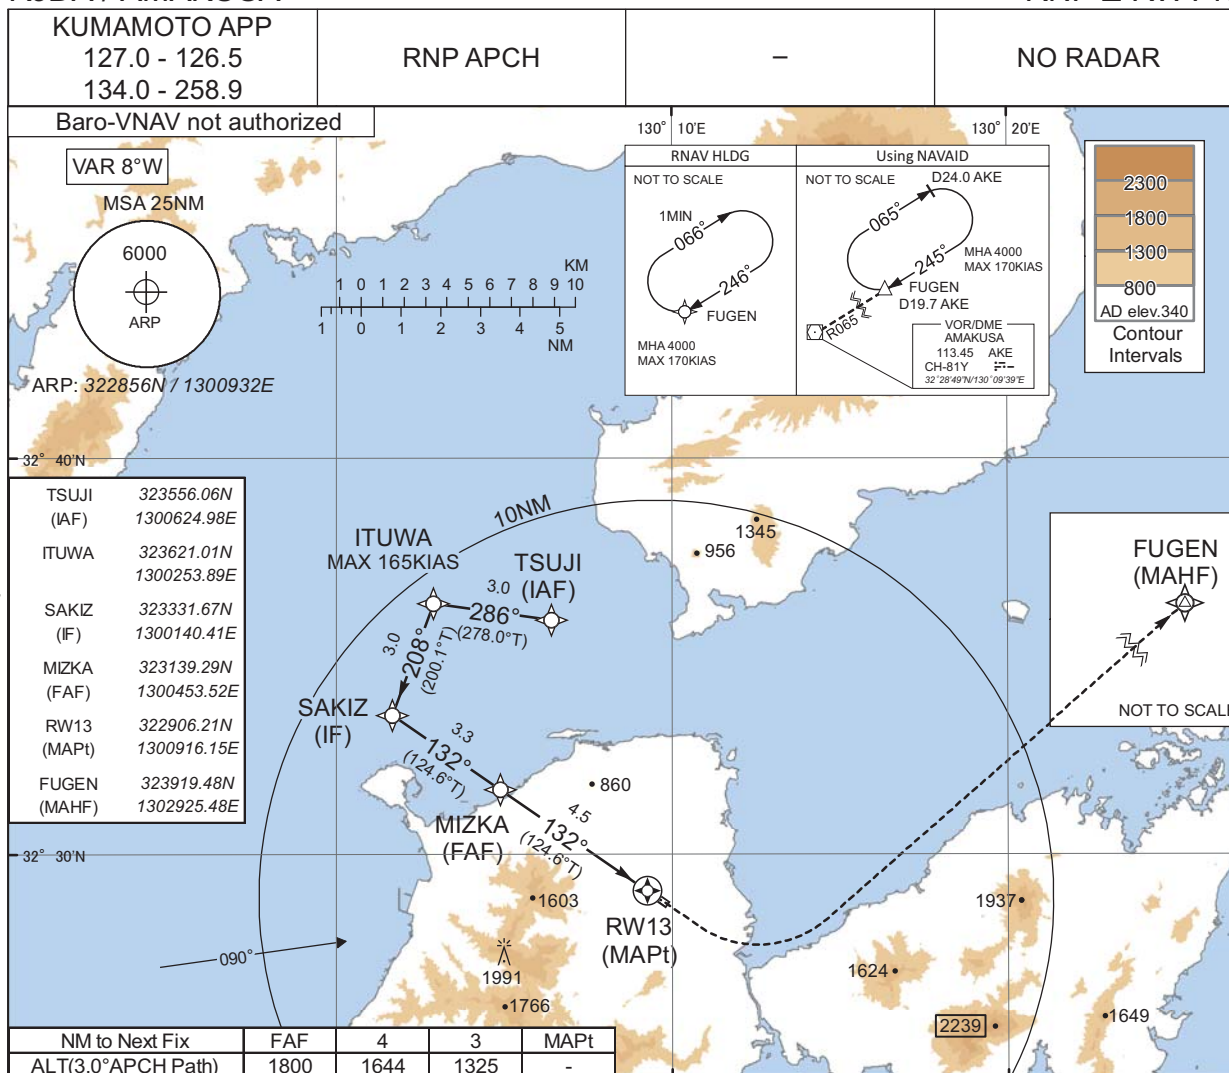 KUMAMOTO APP
127.0 - 126.5
134.0 - 258.9
RNP APCH
–
NO RADAR
Baro-VNAV not authorized
VAR 8°W
MSA 25NM
6000
ARP
ARP: 322856N / 1300932E
KM
1 0 1 2 3 4 5 6 7 8 9 10
1 0 1 2 3 4 5
NM
130° 10'E
130° 20'E
RNAV HLDG
NOT TO SCALE
1MIN
066°
246°
FUGEN
MHA 4000
MAX 170KIAS
Using NAVAID
NOT TO SCALE
D24.0 AKE
065°
245°
MHA 4000
MAX 170KIAS
FUGEN
D19.7 AKE
R065
VOR/DME
AMAKUSA
113.45 AKE
CH-81Y
32°28'49"N/130°09'39"E
2300
1800
1300
800
AD elev.340
Contour
Intervals
32° 40'N
TSUJI 323556.06N
(IAF) 1300624.98E
ITUWA 323621.01N
1300253.89E
SAKIZ 323331.67N
(IF) 1300140.41E
MIZKA 323139.29N
(FAF) 1300453.52E
RW13 322906.21N
(MAPt) 1300916.15E
FUGEN 323919.48N
(MAHF) 1302925.48E
10NM
ITUWA
MAX 165KIAS
TSUJI
(IAF)
3.0
286°
(278.0°T)
3.0
208°
(200.1°T)
SAKIZ
(IF)
3.3
132°
(124.6°T)
MIZKA
(FAF)
4.5
132°
(124.6°T)
RW13
(MAPt)
1345
956
860
FUGEN
(MAHF)
NOT TO SCALE
32° 30'N
1603
1991
1766
090°
1937
1624
2239
1649
NM to Next Fix FAF 4 3 MAPt
ALT(3.0°APCH Path) 1800 1644 1325 -